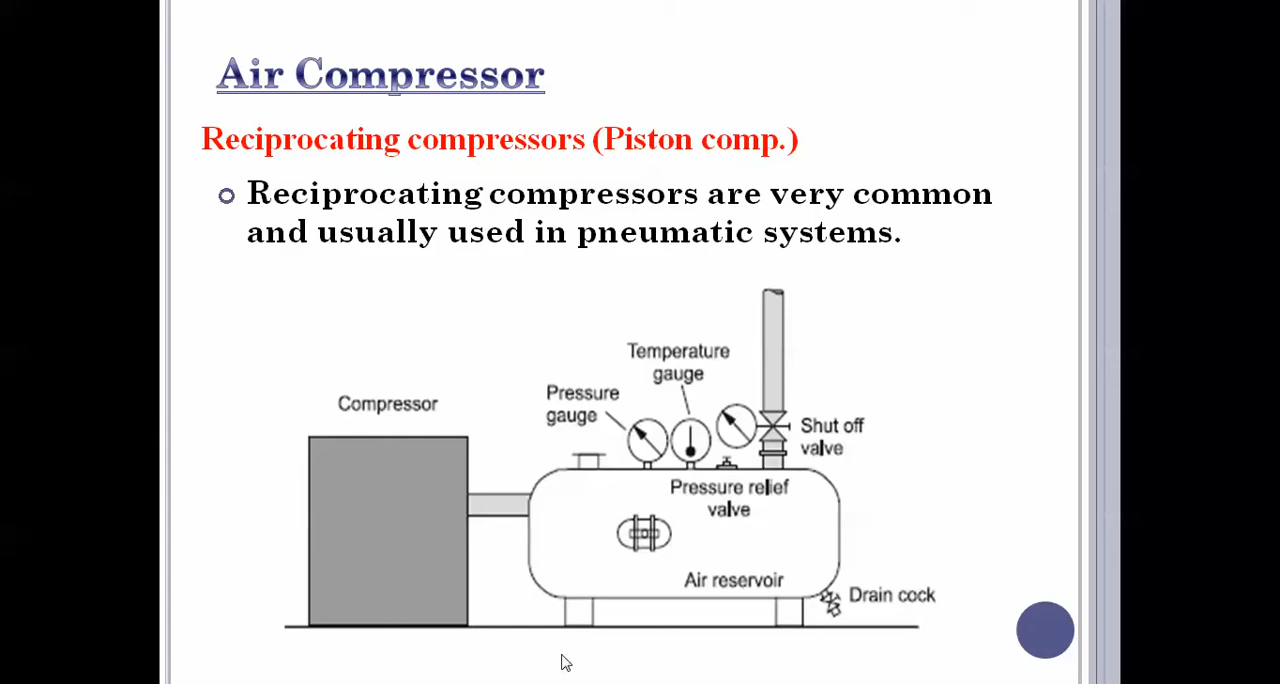 Air Compressor
Reciprocating compressors (Piston comp.)
Reciprocating compressors are very common
and usually used in pneumatic systems.
Temperature
gauge
Pressure
gauge
Compressor
Shut off
valve
Pressure relief
valve
Air reservoir
Drain cock